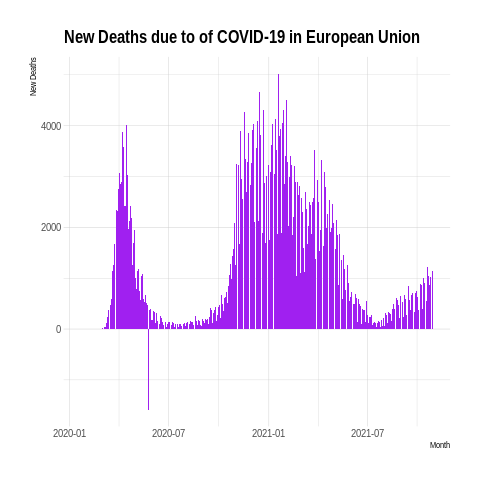 New Deaths due to of COVID-19 in European Union
New Deaths
4000
2000
0
2020-01 2020-07 2021-01 2021-07
Month